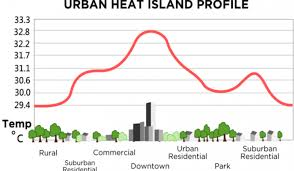 URBAN HEAT ISLAND PROFILE
33.3
32.8
32.2
31.6
31.1
30.5
30.0
29.4
Temp
°C
Rural
Commercial
Urban
Residential
Suburban
Residential
Suburban
Residential
Downtown
Park